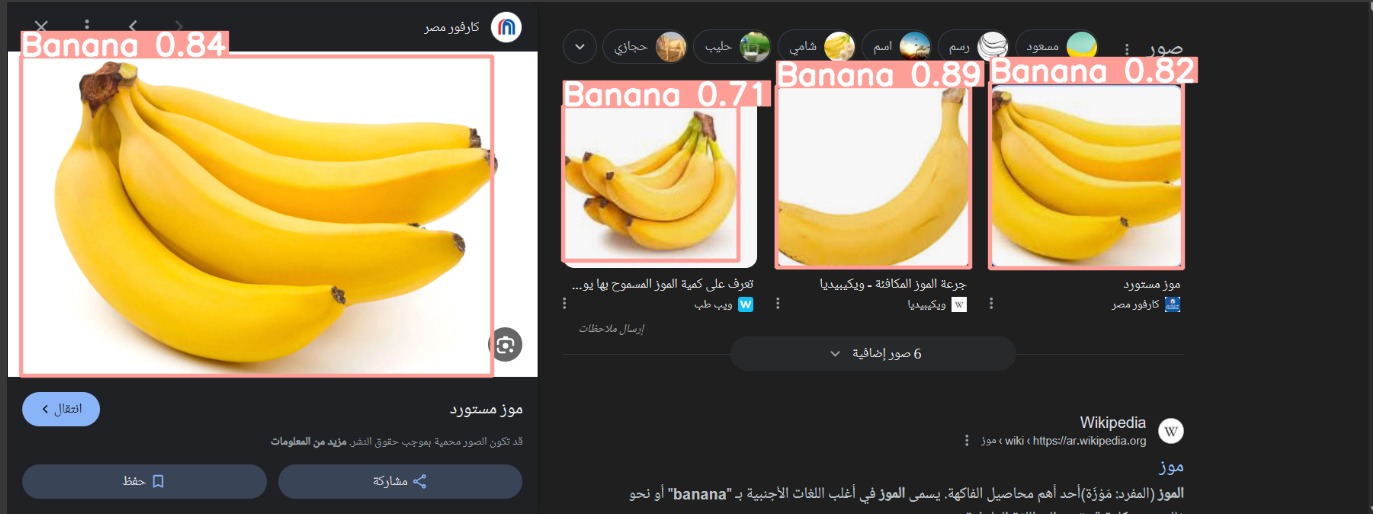 كارفور مصر
Banana 0.84
موز مستورد
انتقال
قد تكون الصور محمية بموجب حقوق النشر. مزيد من المعلومات
مشاركة
حفظ
صور
مسعود
رسم
اسم
شامي
حليب
حجازي
Banana 0.82
Banana 0.89
Banana 0.71
موز مستورد
كارفور مصر
جرعة الموز المكافئة - ويكيبيديا
ويكيبيديا
تعرف على كمية الموز المسموح بها يو...
ويب طب
إرسال ملاحظات
6 صور إضافية
Wikipedia
https://ar.wikipedia.org › wiki › موز
موز
الموز (المفرد: مَوْزَة)أحد أهم محاصيل الفاكهة. يسمى الموز في أغلب اللغات الأجنبية بـ "banana" أو نحو